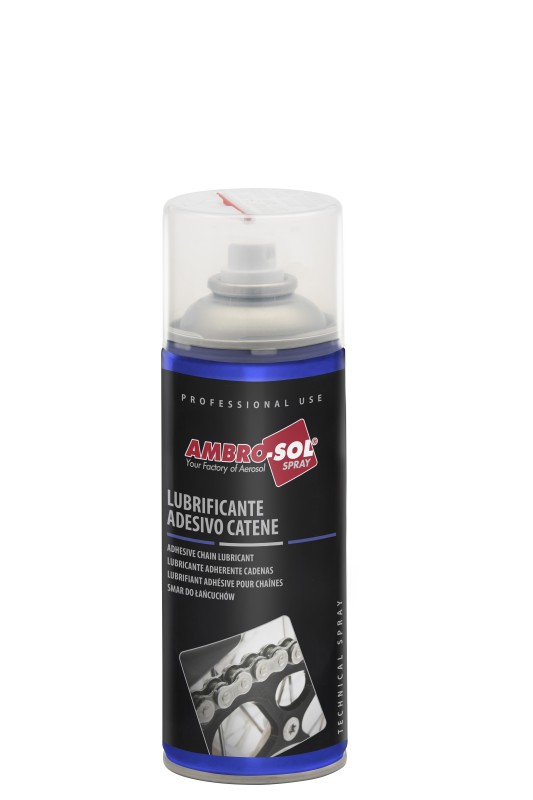 PROFESSIONAL USE
AMBRO-SOL®
SPRAY
Your Factory of Aerosol
LUBRIFICANTE
ADESIVO CATENE
ADHESIVE CHAIN LUBRICANT
LUBRICANTE ADHERENTE CADENAS
LUBRIFIANT ADHÉSIVE POUR CHAÎNES
SMAR DO ŁAŃCUCHÓW
TECHNICAL SPRAY